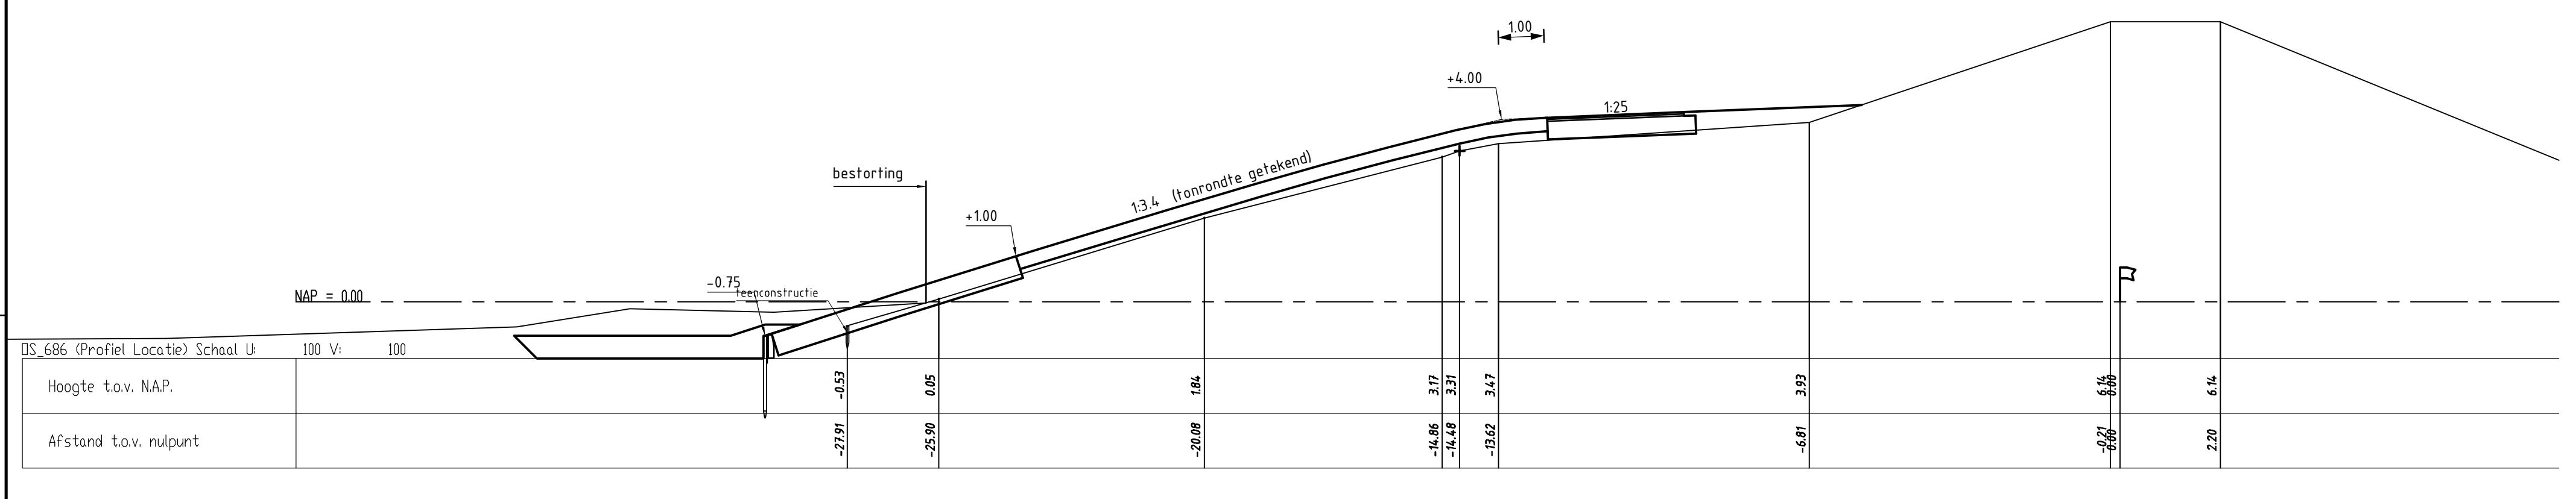 1.00
+4.00
1:25
bestorting
1:3.4 (tonrondte getekend)
+1.00
-0.75
teenconstructie
NAP = 0.00
S_686 (Profiel Locatie) Schaal U: 100 V: 100
Hoogte t.o.v. N.A.P. -0.53 0.05 1.84 3.17 3.31 3.47 3.93 6.14 0.00 6.14
Afstand t.o.v. nulpunt -27.91 -25.90 -20.08 -14.86 -14.48 -13.62 -6.81 -0.21 0.00 2.20